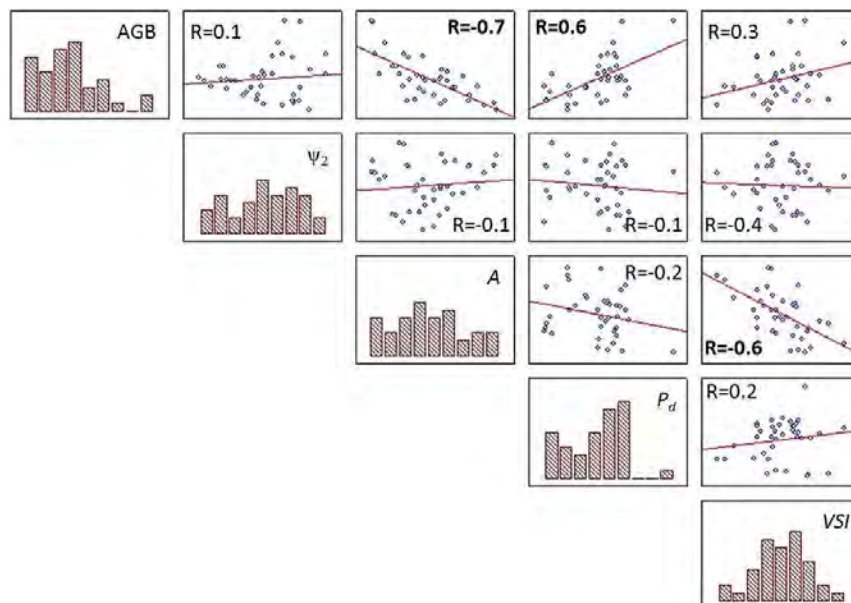 AGB
R=0.1
R=-0.7
R=0.6
R=0.3
ψ₂
R=-0.1
R=-0.1
R=-0.4
A
R=-0.2
R=-0.6
P_d
R=0.2
VSI